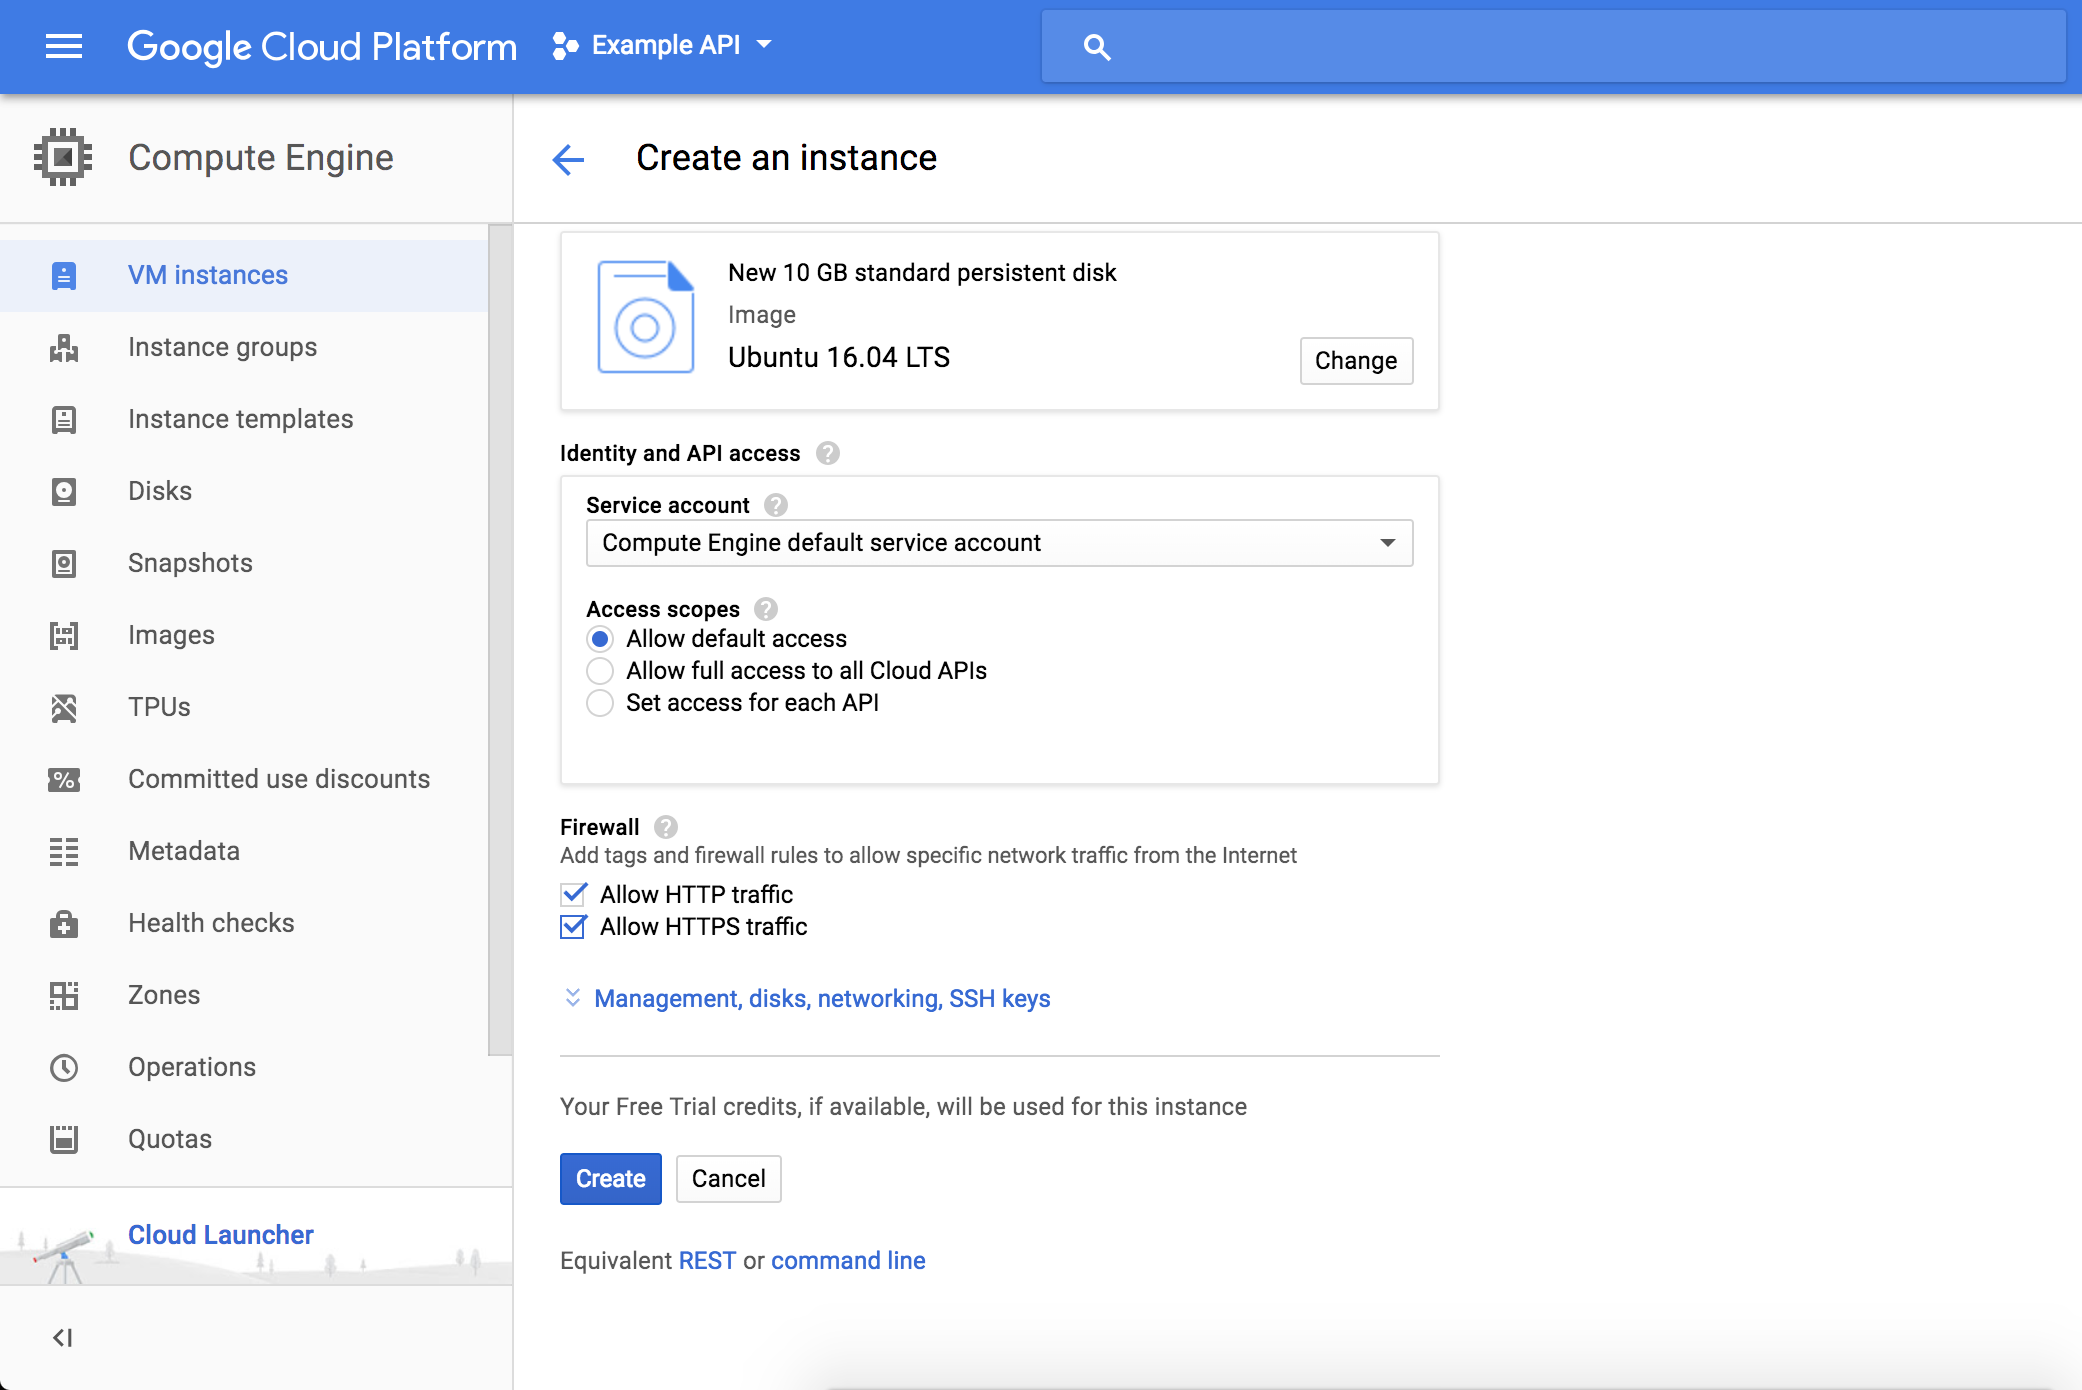 Google Cloud Platform
Example API
Compute Engine
Create an instance
VM instances
Instance groups
Instance templates
Disks
Snapshots
Images
TPUs
Committed use discounts
Metadata
Health checks
Zones
Operations
Quotas
Cloud Launcher
New 10 GB standard persistent disk
Image
Ubuntu 16.04 LTS
Change
Identity and API access ?
Service account ?
Compute Engine default service account
Access scopes ?
Allow default access
Allow full access to all Cloud APIs
Set access for each API
Firewall ?
Add tags and firewall rules to allow specific network traffic from the Internet
Allow HTTP traffic
Allow HTTPS traffic
Management, disks, networking, SSH keys
Your Free Trial credits, if available, will be used for this instance
Create Cancel
Equivalent REST or command line